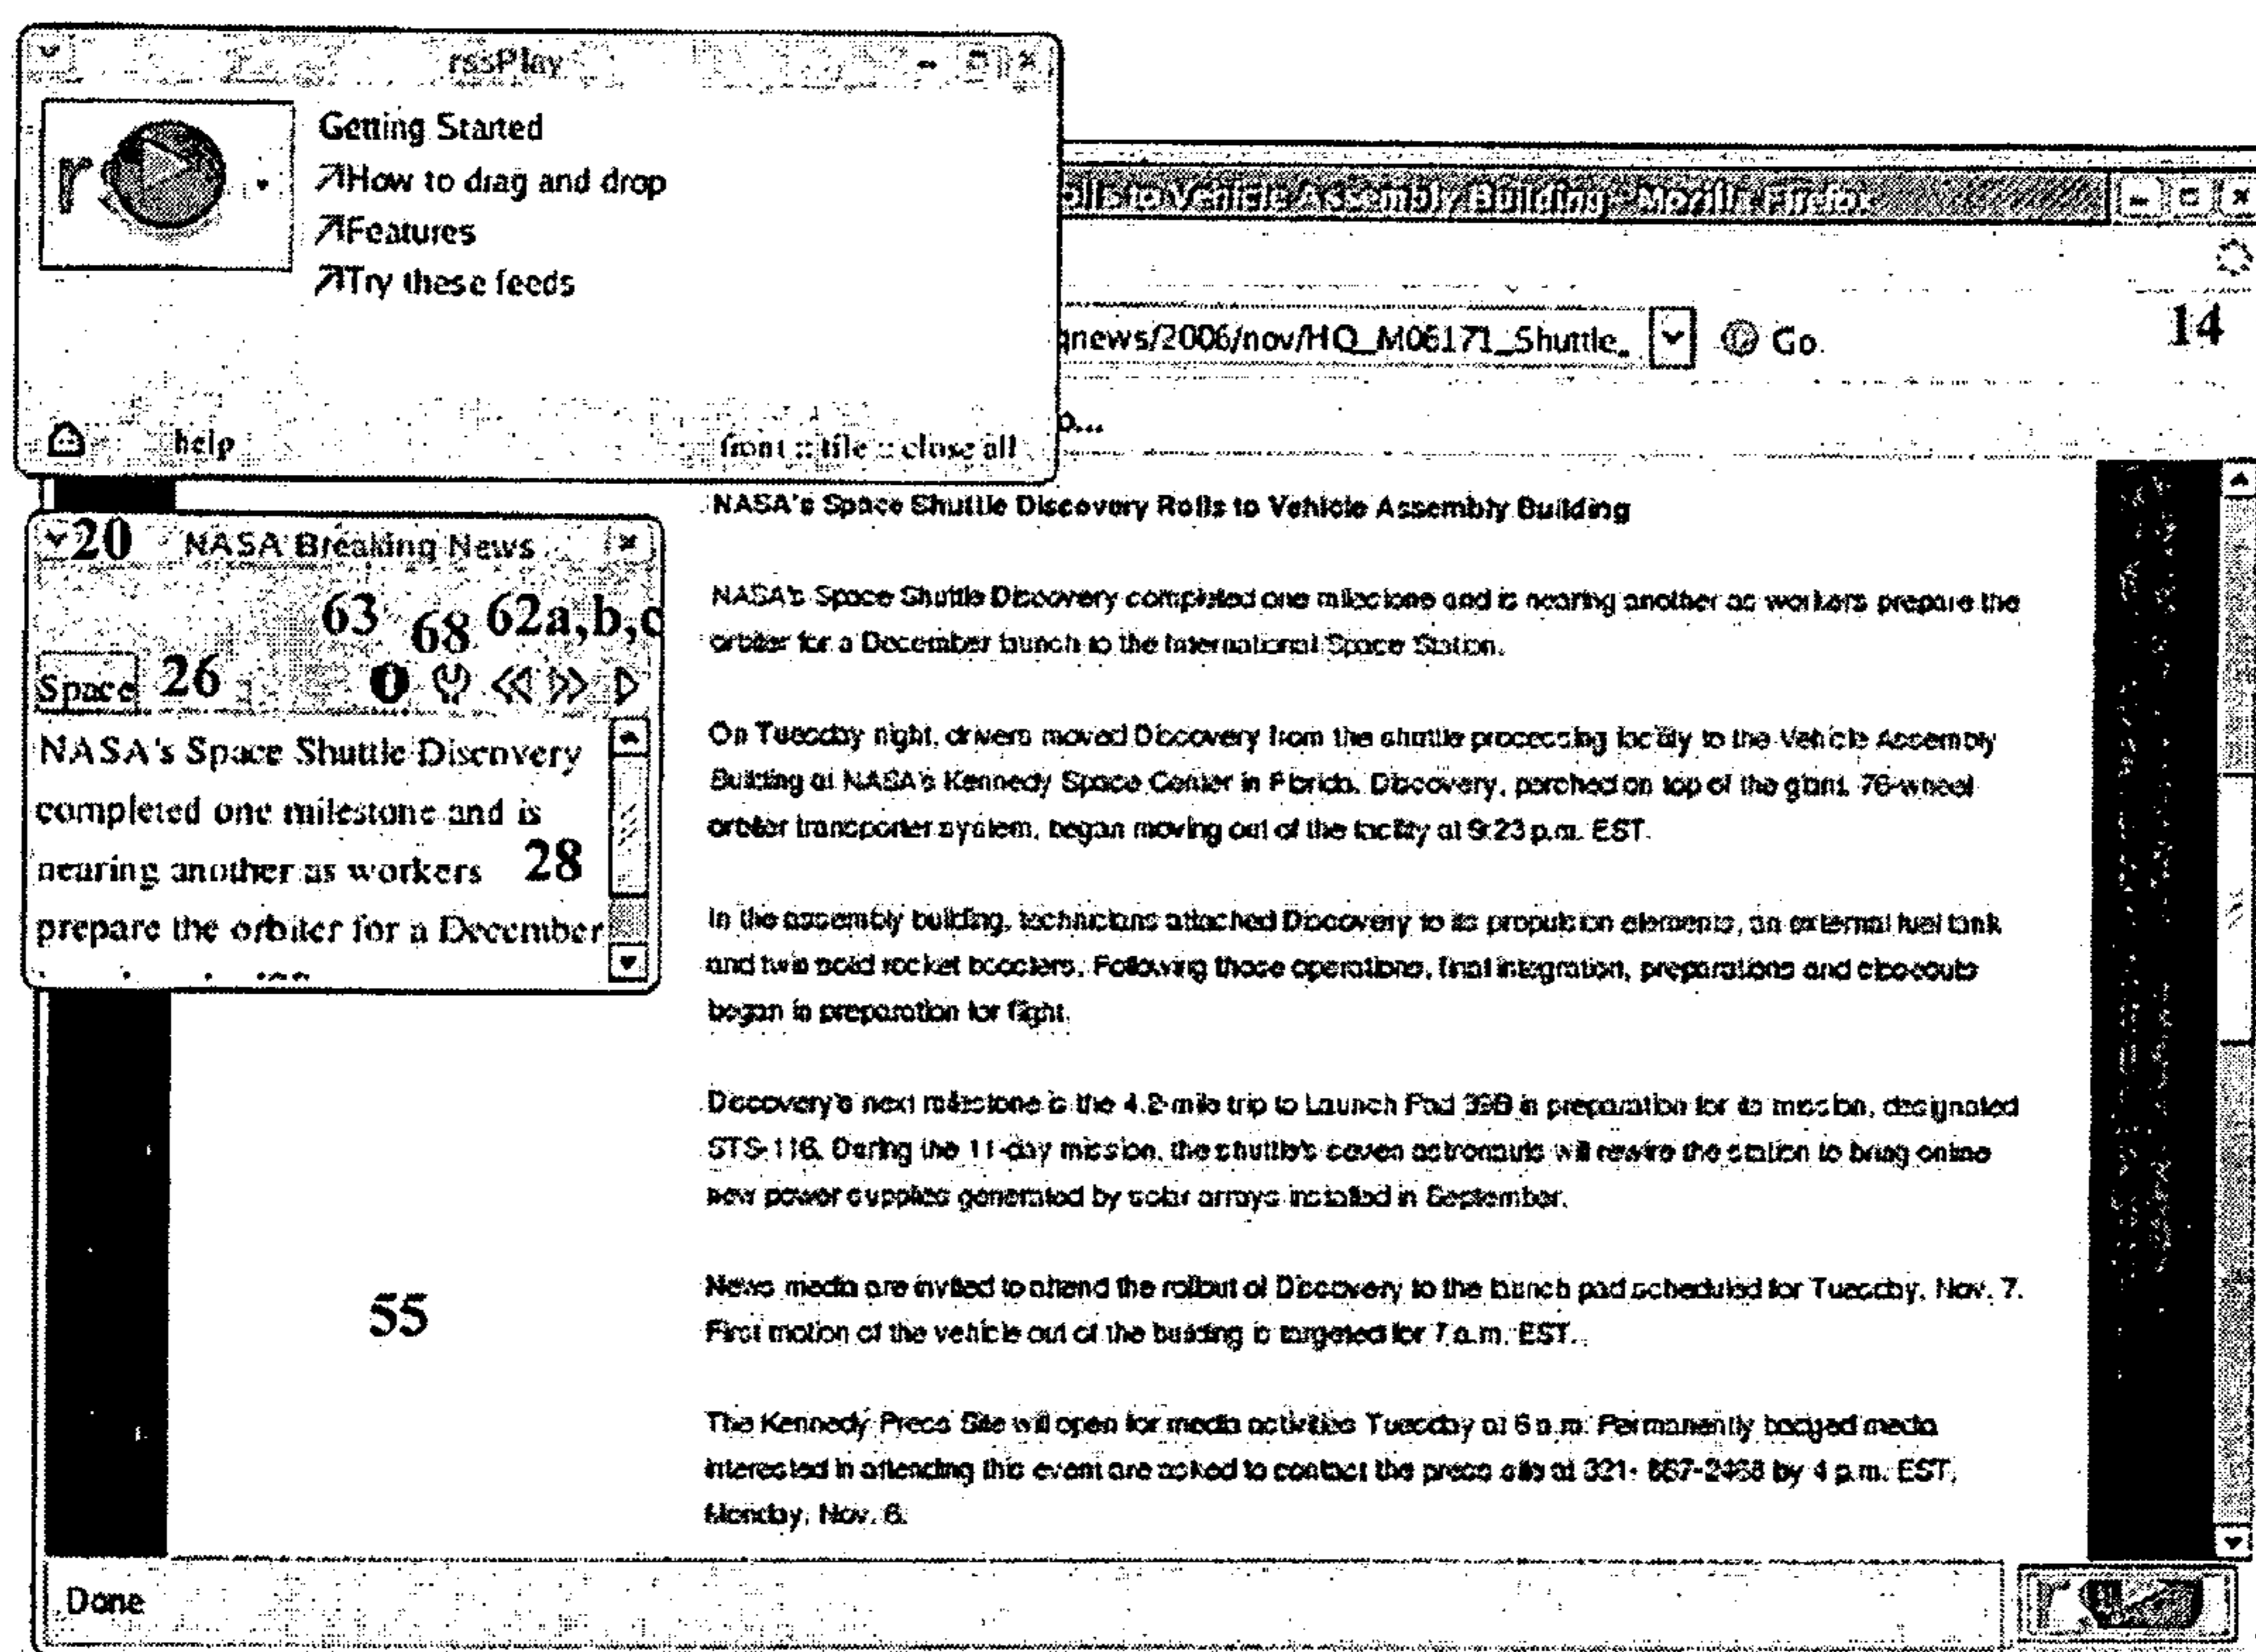 rssPlay
Getting Started
How to drag and drop
Features
Try these feeds
help
front :: tile :: close all
olls to Vehicle Assembly Building - Mozilla Firefox
qnews/2006/nov/HQ_M06171_Shuttle_
Go
14
o...
NASA's Space Shuttle Discovery Rolls to Vehicle Assembly Building
20 NASA Breaking News
63 68 62a,b,c
Space 26
NASA's Space Shuttle Discovery
completed one milestone and is
nearing another as workers 28
prepare the orbiter for a December
NASA's Space Shuttle Discovery completed one milestone and is nearing another as workers prepare the
orbiter for a December launch to the International Space Station.
On Tuesday night, drivers moved Discovery from the shuttle processing facility to the Vehicle Assembly
Building at NASA's Kennedy Space Center in Florida. Discovery, perched on top of the giant, 76-wheel
orbiter transporter system, began moving out of the facility at 9:23 p.m. EST.
In the assembly building, technicians attached Discovery to its propulsion elements, an external fuel tank
and twin solid rocket boosters. Following those operations, final integration, preparations and closeouts
began in preparation for flight.
Discovery's next milestone is the 4.2-mile trip to Launch Pad 39B in preparation for its mission, designated
STS-116. During the 11-day mission, the shuttle's seven astronauts will rewire the station to bring online
new power supplies generated by solar arrays installed in September.
55
News media are invited to attend the rollout of Discovery to the launch pad scheduled for Tuesday, Nov. 7.
First motion of the vehicle out of the building is targeted for 7 a.m. EST.
The Kennedy Press Site will open for media activities Tuesday at 6 a.m. Permanently badged media
interested in attending this event are asked to contact the press site at 321- 867-2468 by 4 p.m. EST,
Monday, Nov. 6.
Done